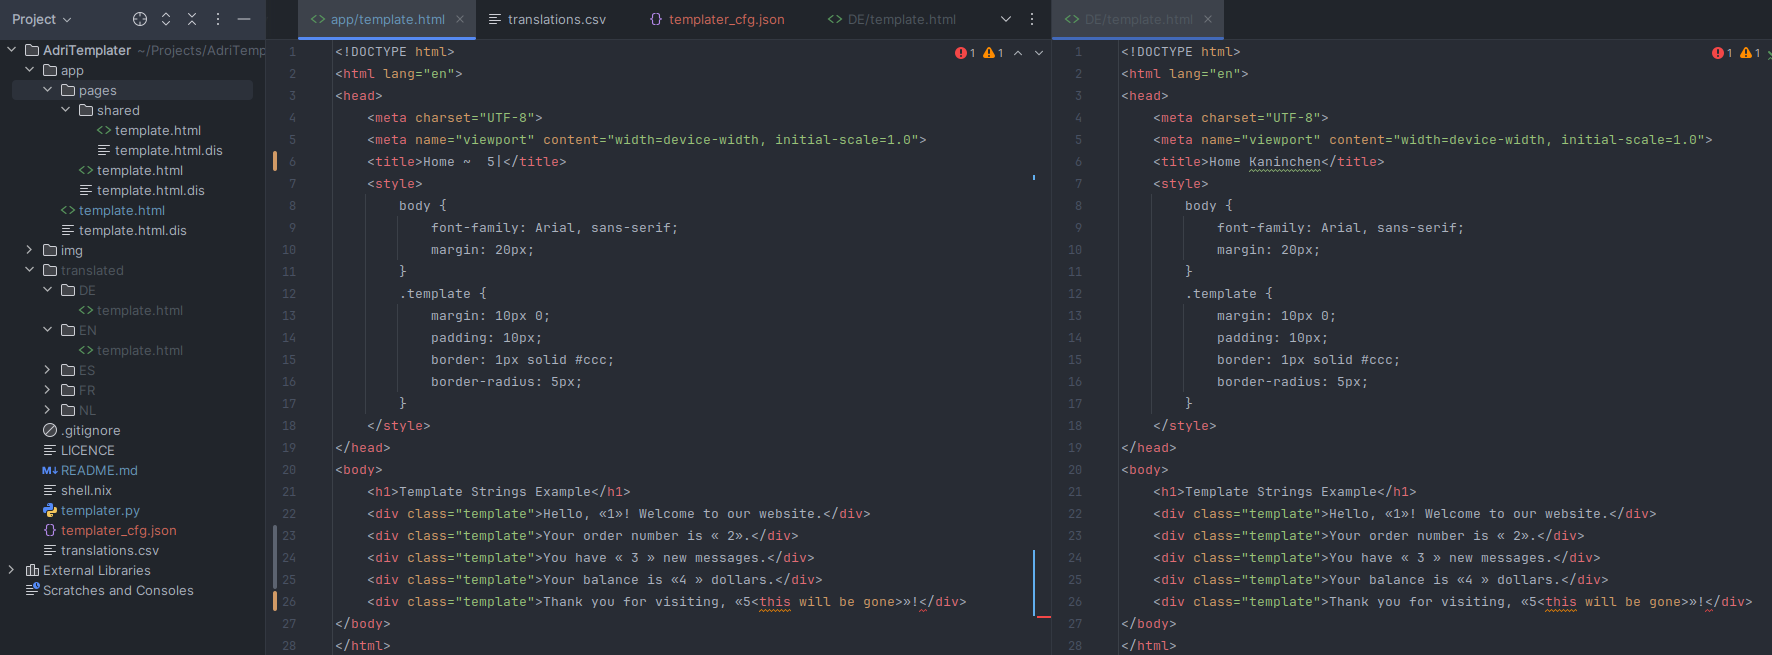 Project
app/template.html
translations.csv
templater_cfg.json
DE/template.html
DE/template.html
AdriTemplater ~/Projects/AdriTemp
app
pages
shared
template.html
template.html.dis
template.html
template.html.dis
template.html
template.html.dis
img
translated
DE
template.html
EN
template.html
ES
FR
NL
.gitignore
LICENCE
M↓ README.md
shell.nix
templater.py
templater_cfg.json
translations.csv
External Libraries
Scratches and Consoles
1 <!DOCTYPE html>
1 1
2 <html lang="en">
3 <head>
4 <meta charset="UTF-8">
5 <meta name="viewport" content="width=device-width, initial-scale=1.0">
6 <title>Home ~  5|</title>
7 <style>
8 body {
9 font-family: Arial, sans-serif;
10 margin: 20px;
11 }
12 .template {
13 margin: 10px 0;
14 padding: 10px;
15 border: 1px solid #ccc;
16 border-radius: 5px;
17 }
18 </style>
19 </head>
20 <body>
21 <h1>Template Strings Example</h1>
22 <div class="template">Hello, «1»! Welcome to our website.</div>
23 <div class="template">Your order number is « 2».</div>
24 <div class="template">You have « 3 » new messages.</div>
25 <div class="template">Your balance is «4 » dollars.</div>
26 <div class="template">Thank you for visiting, «5<this will be gone>»!</div>
27 </body>
28 </html>
1 <!DOCTYPE html>
1 1
2 <html lang="en">
3 <head>
4 <meta charset="UTF-8">
5 <meta name="viewport" content="width=device-width, initial-scale=1.0">
6 <title>Home Kaninchen</title>
7 <style>
8 body {
9 font-family: Arial, sans-serif;
10 margin: 20px;
11 }
12 .template {
13 margin: 10px 0;
14 padding: 10px;
15 border: 1px solid #ccc;
16 border-radius: 5px;
17 }
18 </style>
19 </head>
20 <body>
21 <h1>Template Strings Example</h1>
22 <div class="template">Hello, «1»! Welcome to our website.</div>
23 <div class="template">Your order number is « 2».</div>
24 <div class="template">You have « 3 » new messages.</div>
25 <div class="template">Your balance is «4 » dollars.</div>
26 <div class="template">Thank you for visiting, «5<this will be gone>»!</div>
27 </body>
28 </html>